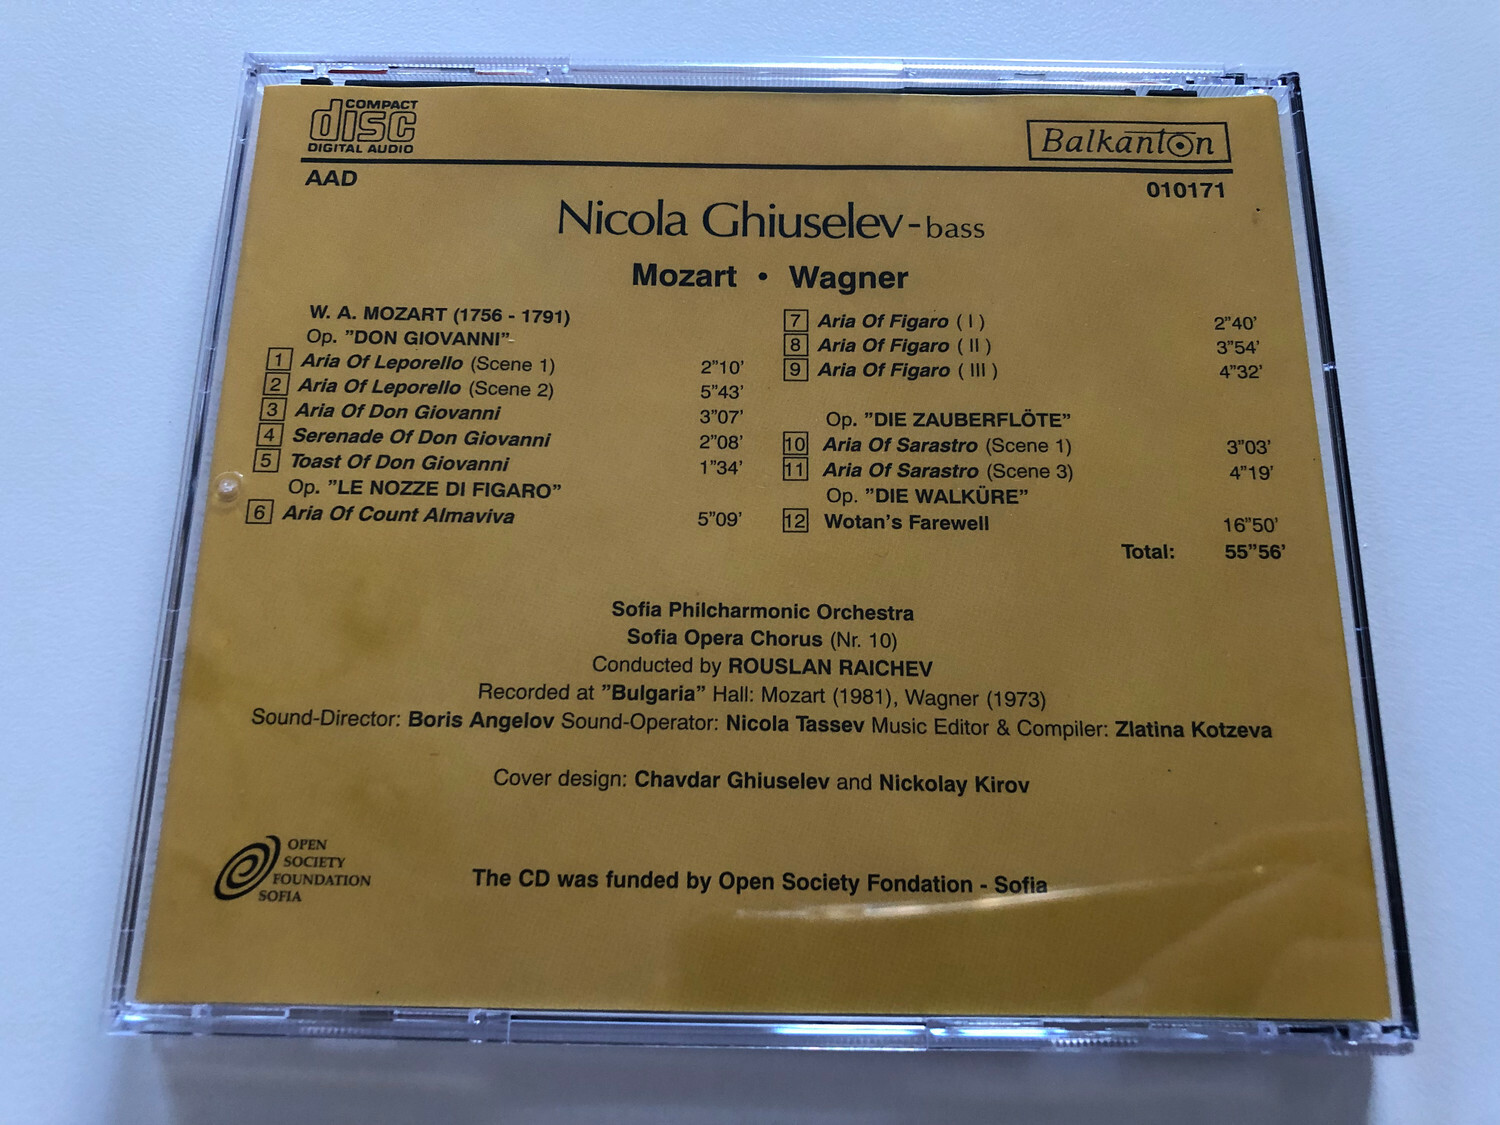 COMPACT
disc
DIGITAL AUDIO
Balkanton
AAD
010171
Nicola Ghiuselev - bass
Mozart • Wagner
W. A. MOZART (1756 - 1791)
Op. ”DON GIOVANNI”
1 Aria Of Leporello (Scene 1) 2”10’
2 Aria Of Leporello (Scene 2) 5”43’
3 Aria Of Don Giovanni 3”07’
4 Serenade Of Don Giovanni 2”08’
5 Toast Of Don Giovanni 1”34’
Op. ”LE NOZZE DI FIGARO”
6 Aria Of Count Almaviva 5”09’
7 Aria Of Figaro ( I ) 2”40’
8 Aria Of Figaro ( II ) 3”54’
9 Aria Of Figaro ( III ) 4”32’
Op. ”DIE ZAUBERFLÖTE”
10 Aria Of Sarastro (Scene 1) 3”03’
11 Aria Of Sarastro (Scene 3) 4”19’
Op. ”DIE WALKÜRE”
12 Wotan’s Farewell 16”50’
Total: 55”56’
Sofia Philcharmonic Orchestra
Sofia Opera Chorus (Nr. 10)
Conducted by ROUSLAN RAICHEV
Recorded at ”Bulgaria” Hall: Mozart (1981), Wagner (1973)
Sound-Director: Boris Angelov Sound-Operator: Nicola Tassev Music Editor & Compiler: Zlatina Kotzeva
Cover design: Chavdar Ghiuselev and Nickolay Kirov
OPEN
SOCIETY
FOUNDATION
SOFIA
The CD was funded by Open Society Fondation - Sofia